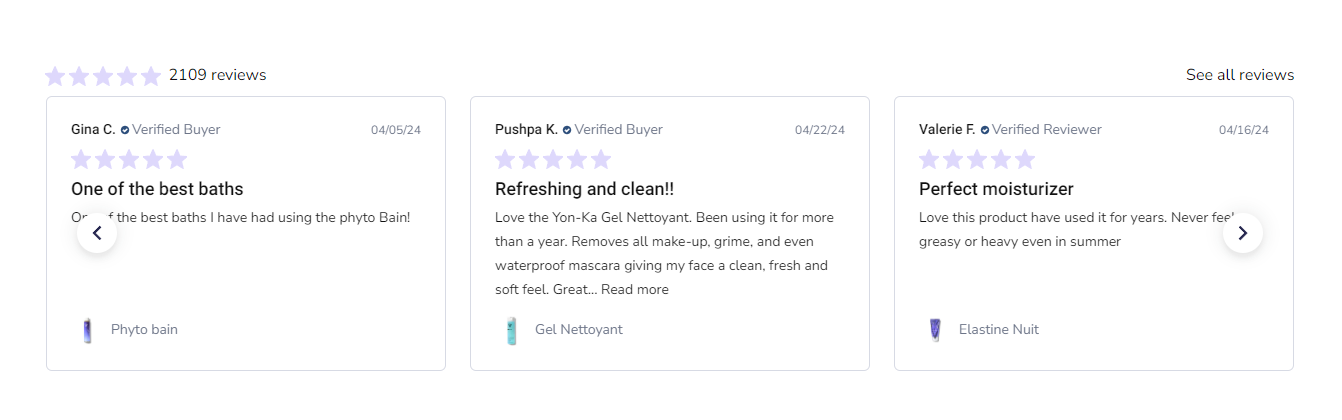 2109 reviews
See all reviews
Gina C. Verified Buyer 04/05/24
One of the best baths
of the best baths I have had using the phyto Bain!
Phyto bain
Pushpa K. Verified Buyer 04/22/24
Refreshing and clean!!
Love the Yon-Ka Gel Nettoyant. Been using it for more
than a year. Removes all make-up, grime, and even
waterproof mascara giving my face a clean, fresh and
soft feel. Great... Read more
Gel Nettoyant
Valerie F. Verified Reviewer 04/16/24
Perfect moisturizer
Love this product have used it for years. Never feel
greasy or heavy even in summer
Elastine Nuit